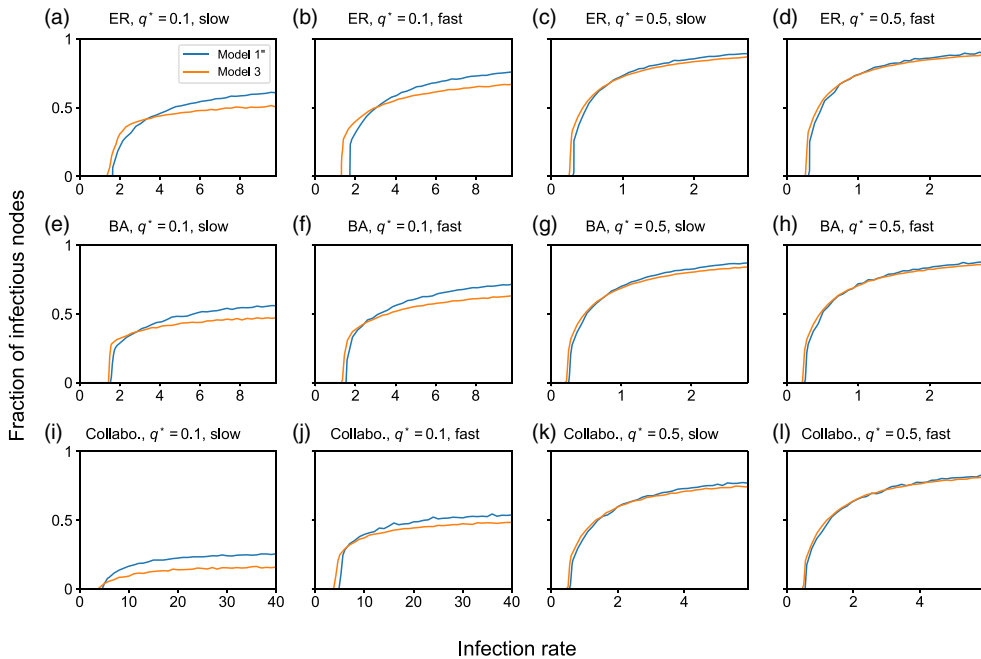 (a) ER, q* = 0.1, slow
(b) ER, q* = 0.1, fast
(c) ER, q* = 0.5, slow
(d) ER, q* = 0.5, fast
1
0.5
0
Model 1"
Model 3
0 2 4 6 8
0 2 4 6 8
0 1 2
0 1 2
(e) BA, q* = 0.1, slow
(f) BA, q* = 0.1, fast
(g) BA, q* = 0.5, slow
(h) BA, q* = 0.5, fast
1
0.5
0
0 2 4 6 8
0 2 4 6 8
0 1 2
0 2
(i) Collabo., q* = 0.1, slow
(j) Collabo., q* = 0.1, fast
(k) Collabo., q* = 0.5, slow
(l) Collabo., q* = 0.5, fast
1
0.5
0
0 10 20 30 40
0 10 20 30 40
0 2 4
0 2 4
Fraction of infectious nodes
Infection rate